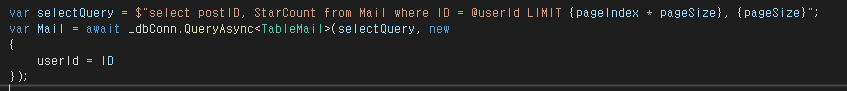 var selectQuery = $"select postID, StarCount from Mail where ID = @userId LIMIT {pageIndex * pageSize}, {pageSize}";
var Mail = await _dbConn.QueryAsync<TableMail>(selectQuery, new
{
userId = ID
});